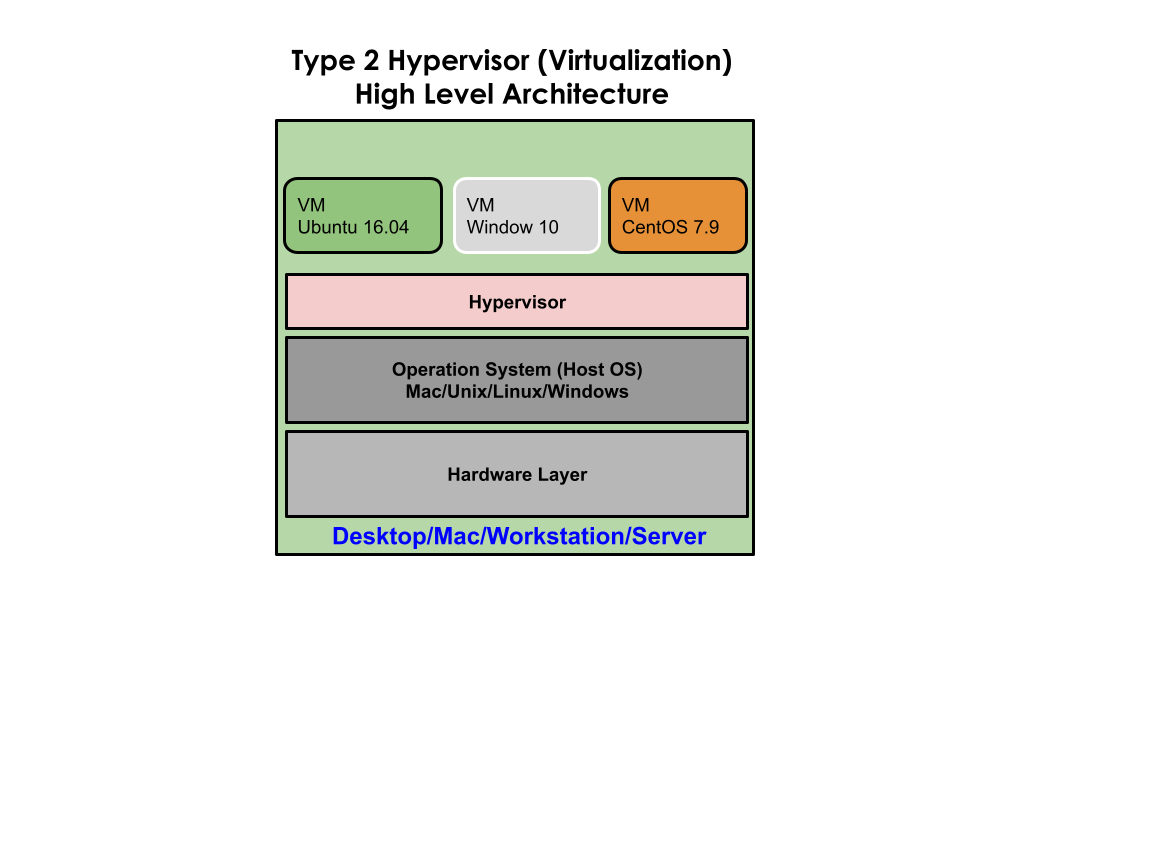 Type 2 Hypervisor (Virtualization)
High Level Architecture
VM
Ubuntu 16.04
VM
Window 10
VM
CentOS 7.9
Hypervisor
Operation System (Host OS)
Mac/Unix/Linux/Windows
Hardware Layer
Desktop/Mac/Workstation/Server